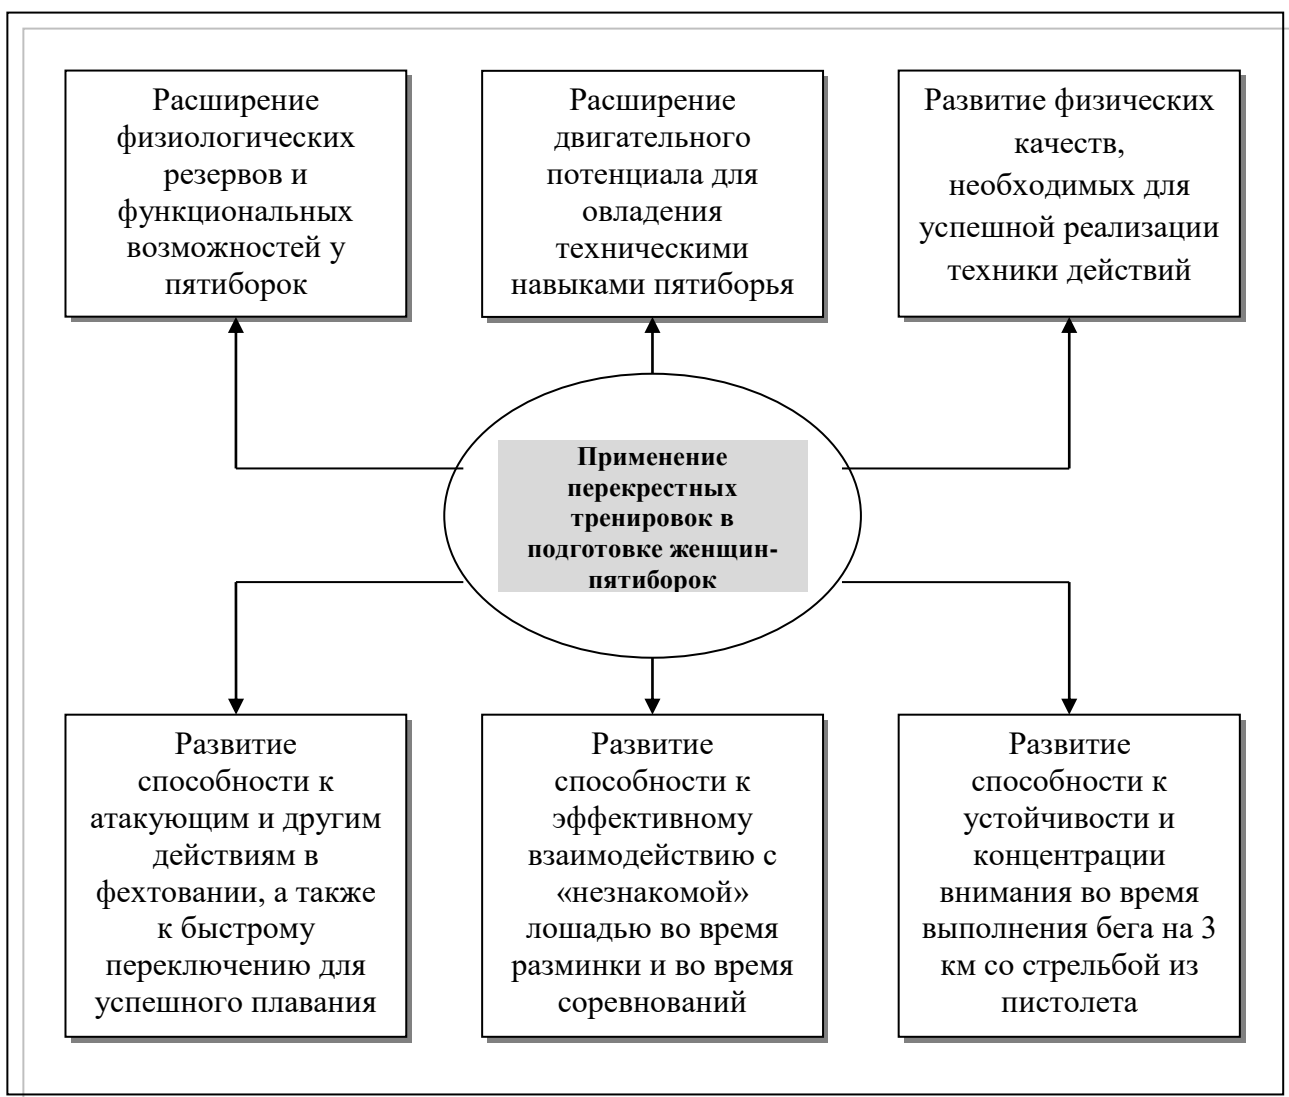 Расширение
физиологических
резервов и
функциональных
возможностей у
пятиборок
Расширение
двигательного
потенциала для
овладения
техническими
навыками пятиборья
Развитие физических
качеств,
необходимых для
успешной реализации
техники действий
Применение
перекрестных
тренировок в
подготовке женщин-
пятиборок
Развитие
способности к
атакующим и другим
действиям в
фехтовании, а также
к быстрому
переключению для
успешного плавания
Развитие
способности к
эффективному
взаимодействию с
«незнакомой»
лошадью во время
разминки и во время
соревнований
Развитие
способности к
устойчивости и
концентрации
внимания во время
выполнения бега на 3
км со стрельбой из
пистолета